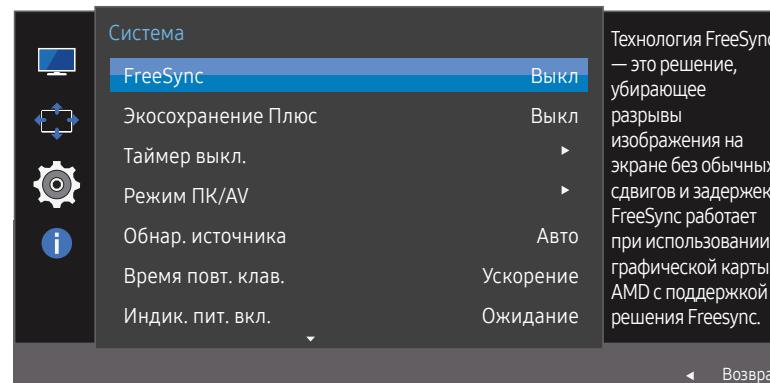 Система
FreeSync Выкл
Экосохранение Плюс Выкл
Таймер выкл.
Режим ПК/AV
Обнар. источника Авто
Время повт. клав. Ускорение
Индик. пит. вкл. Ожидание
Технология FreeSync
— это решение,
убирающее
разрывы
изображения на
экране без обычных
сдвигов и задержек
FreeSync работает
при использовании
графической карты
AMD с поддержкой
решения Freesync.